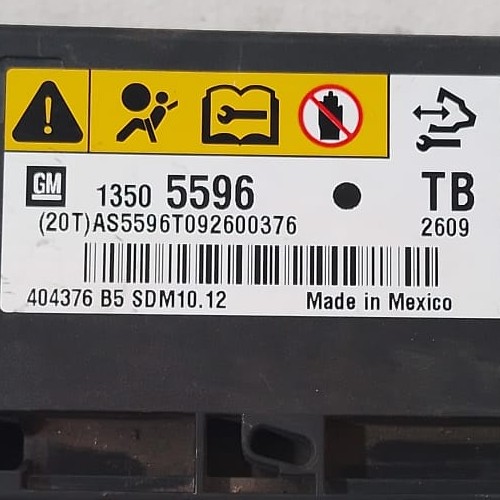 GM 1350 5596 TB
(20T)AS5596T092600376 2609
404376 B5 SDM10.12 Made in Mexico